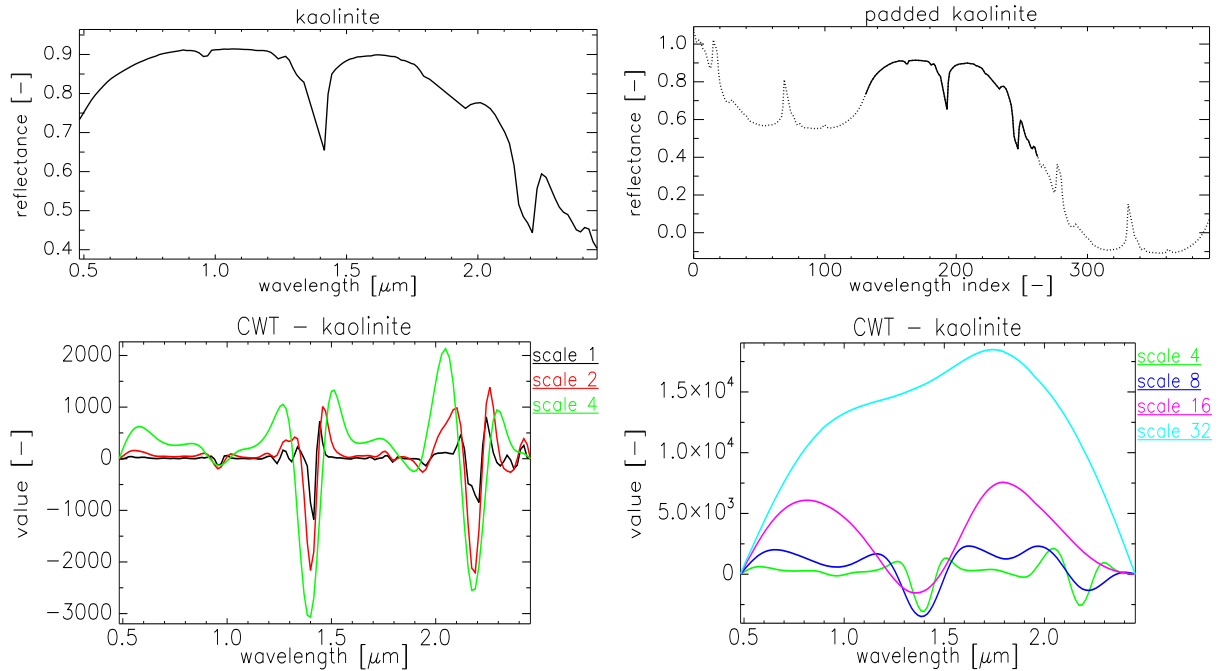 kaolinite
reflectance [-]
0.9
0.8
0.7
0.6
0.5
0.4
0.5 1.0 1.5 2.0
wavelength [μm]
padded kaolinite
reflectance [-]
1.0
0.8
0.6
0.4
0.2
0.0
0 100 200 300
wavelength index [-]
CWT - kaolinite
value [-]
2000
1000
0
-1000
-2000
-3000
0.5 1.0 1.5 2.0
wavelength [μm]
scale 1
scale 2
scale 4
CWT - kaolinite
value [-]
1.5×10⁴
1.0×10⁴
5.0×10³
0
0.5 1.0 1.5 2.0
wavelength [μm]
scale 4
scale 8
scale 16
scale 32